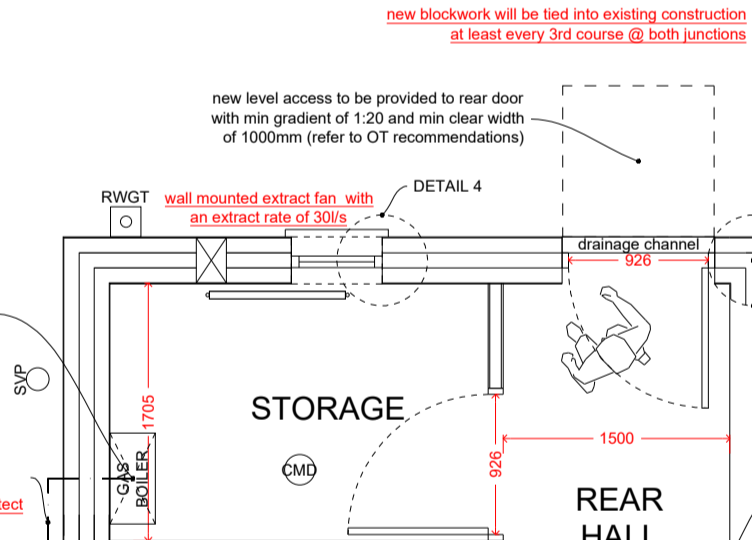 new blockwork will be tied into existing construction
at least every 3rd course @ both junctions
new level access to be provided to rear door
with min gradient of 1:20 and min clear width
of 1000mm (refer to OT recommendations)
DETAIL 4
RWGT
wall mounted extract fan with
an extract rate of 30l/s
drainage channel
926
SVP
1705
STORAGE
CMD
GAS
BOILER
926
1500
REAR
HALL